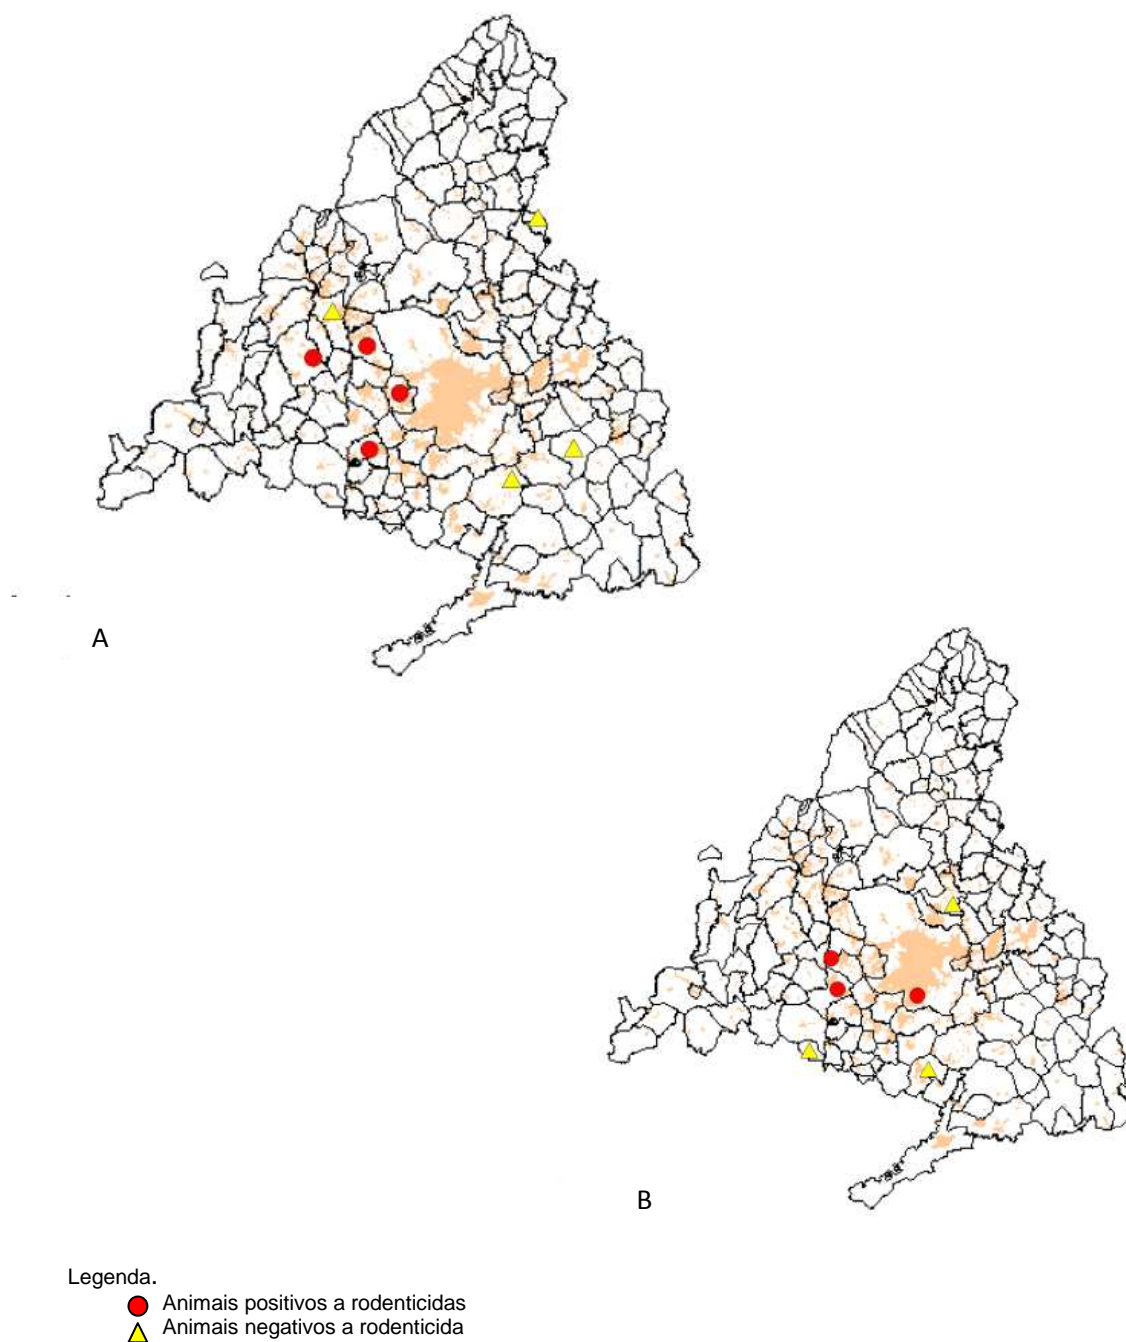 A
B
Legenda.
Animais positivos a rodenticidas
Animais negativos a rodenticida